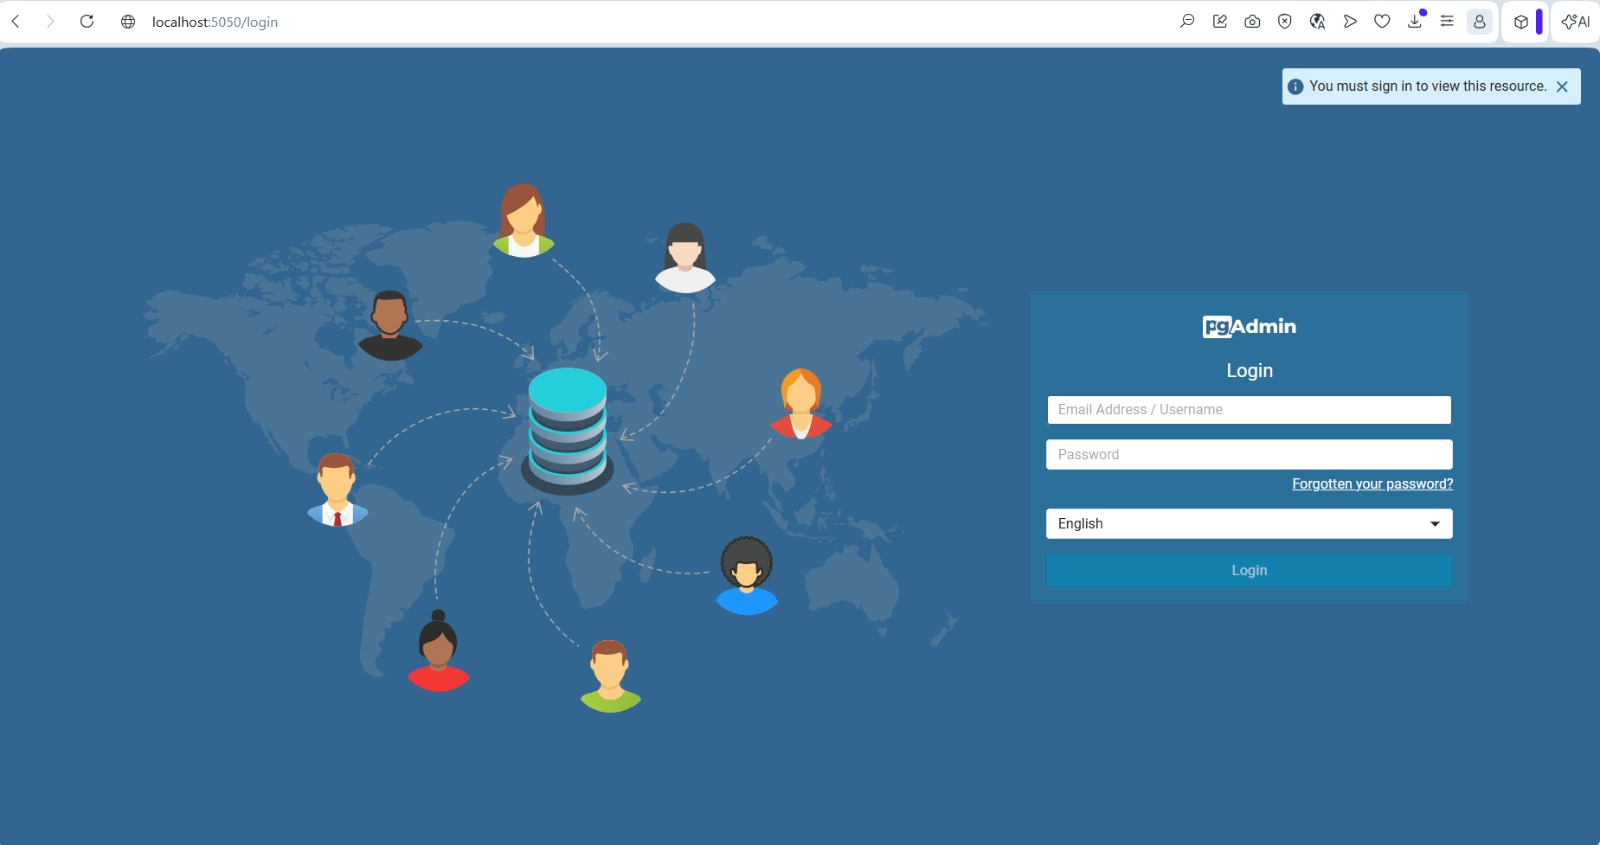 localhost:5050/login
AI
You must sign in to view this resource.
pgAdmin
Login
Email Address / Username
Password
Forgotten your password?
English
Login